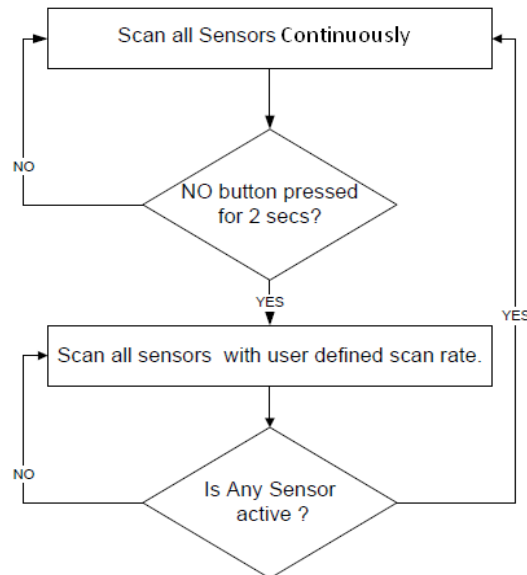 Scan all Sensors Continuously
NO
NO button pressed
for 2 secs?
YES
YES
Scan all sensors with user defined scan rate.
NO
Is Any Sensor
active ?